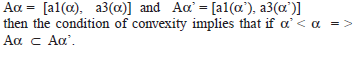 Aα = [a1(α), a3(α)] and Aα’ = [a1(α’), a3(α’)]
then the condition of convexity implies that if α’ < α =>
Aα ⊂ Aα’.